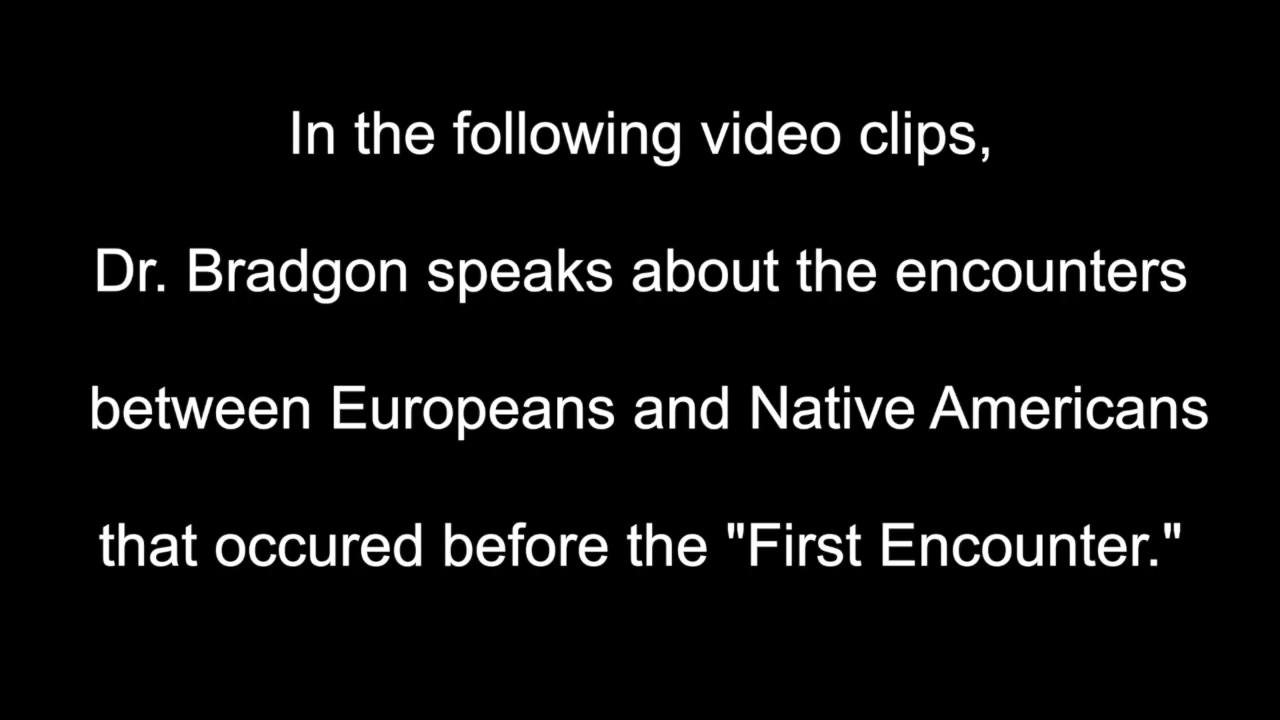 In the following video clips,
Dr. Bradgon speaks about the encounters
between Europeans and Native Americans
that occured before the "First Encounter."